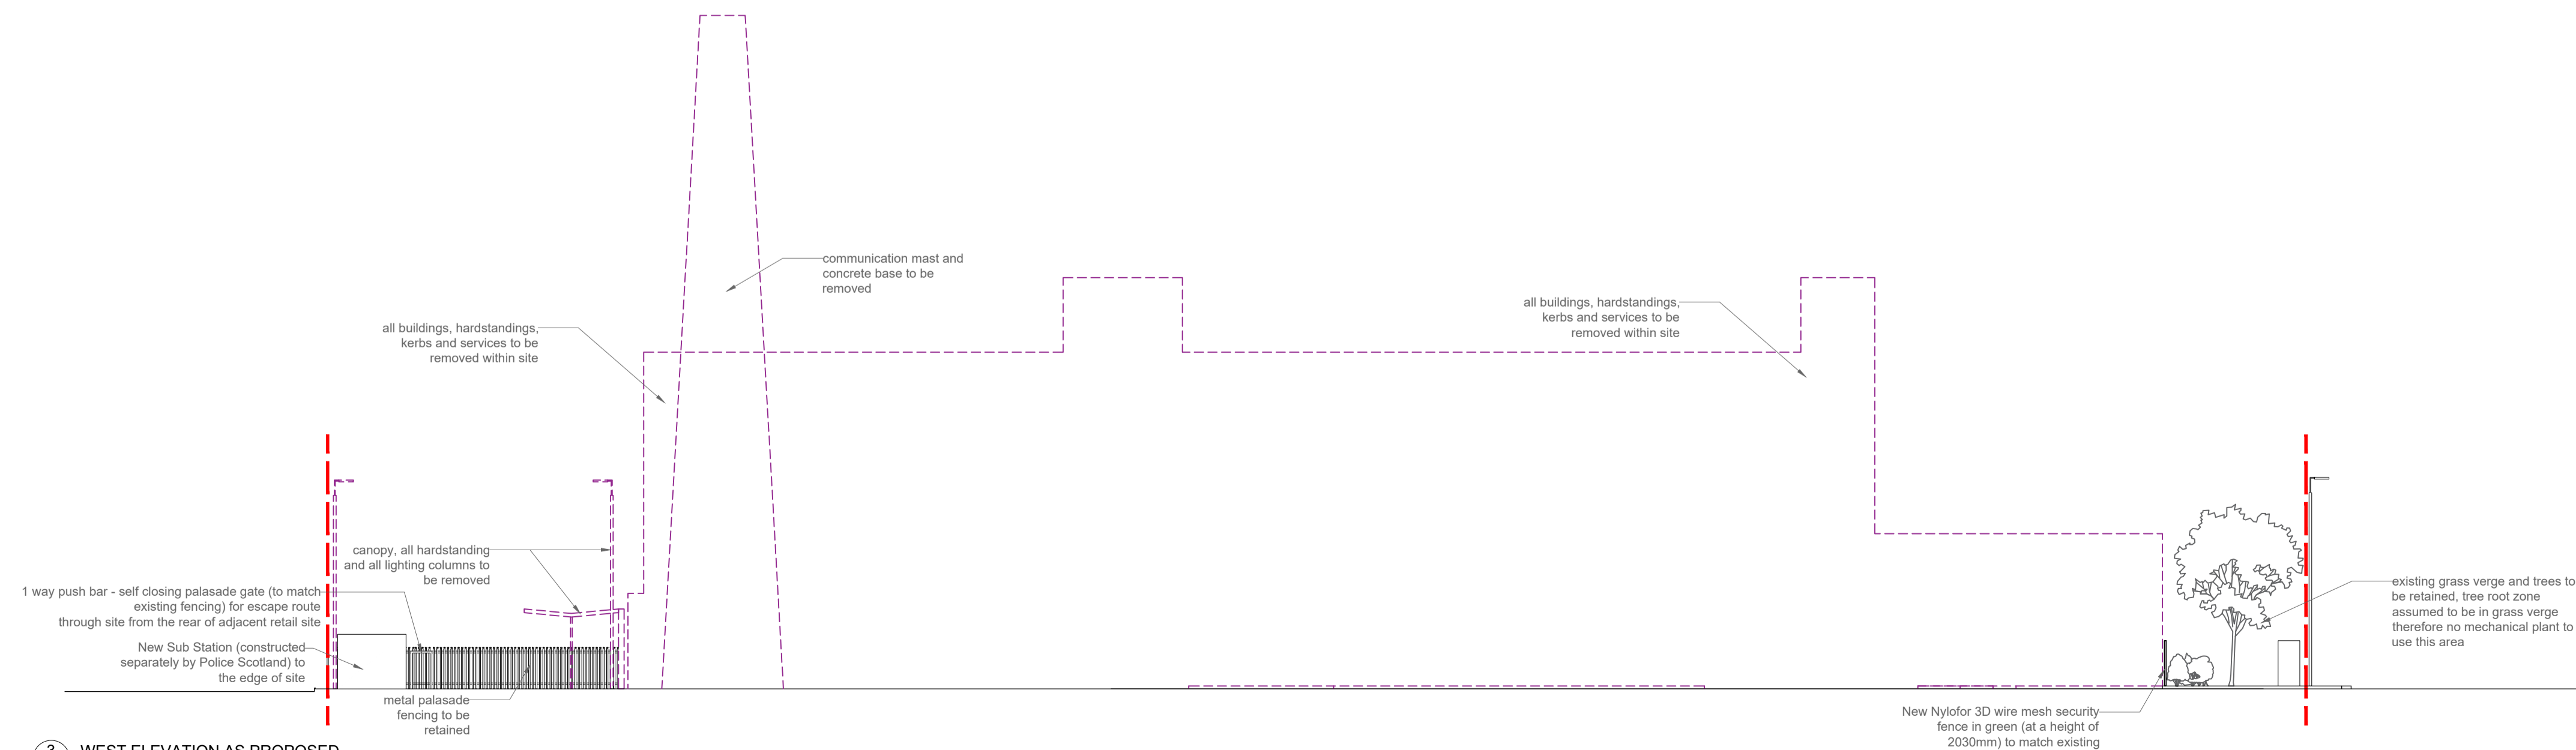 communication mast and
concrete base to be
removed
all buildings, hardstandings,
kerbs and services to be
removed within site
all buildings, hardstandings,
kerbs and services to be
removed within site
canopy, all hardstanding
and all lighting columns to
be removed
1 way push bar - self closing palasade gate (to match
existing fencing) for escape route
through site from the rear of adjacent retail site
New Sub Station (constructed
separately by Police Scotland) to
the edge of site
metal palasade
fencing to be
retained
existing grass verge and trees to
be retained, tree root zone
assumed to be in grass verge
therefore no mechanical plant to
use this area
New Nylofor 3D wire mesh security
fence in green (at a height of
2030mm) to match existing
3 WEST ELEVATION AS PROPOSED